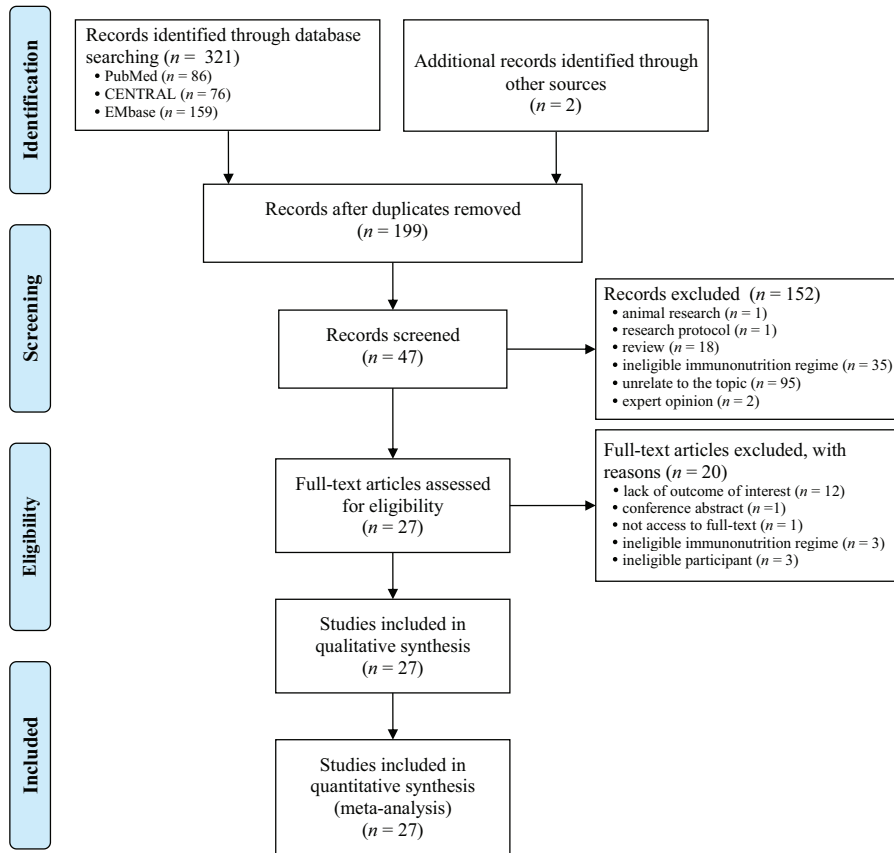 Identification
Records identified through database
searching (n = 321)
• PubMed (n = 86)
• CENTRAL (n = 76)
• EMbase (n = 159)
Additional records identified through
other sources
(n = 2)
Records after duplicates removed
(n = 199)
Screening
Records screened
(n = 47)
Records excluded (n = 152)
• animal research (n = 1)
• research protocol (n = 1)
• review (n = 18)
• ineligible immunonutrition regime (n = 35)
• unrelate to the topic (n = 95)
• expert opinion (n = 2)
Eligibility
Full-text articles assessed
for eligibility
(n = 27)
Full-text articles excluded, with
reasons (n = 20)
• lack of outcome of interest (n = 12)
• conference abstract (n =1)
• not access to full-text (n = 1)
• ineligible immunonutrition regime (n = 3)
• ineligible participant (n = 3)
Studies included in
qualitative synthesis
(n = 27)
Included
Studies included in
quantitative synthesis
(meta-analysis)
(n = 27)